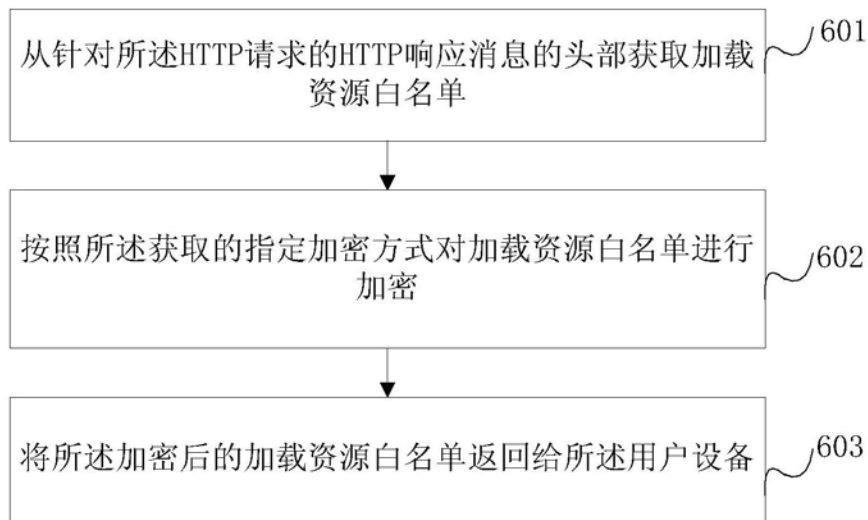 从针对所述HTTP请求的HTTP响应消息的头部获取加载
资源白名单
601
按照所述获取的指定加密方式对加载资源白名单进行
加密
602
将所述加密后的加载资源白名单返回给所述用户设备
603